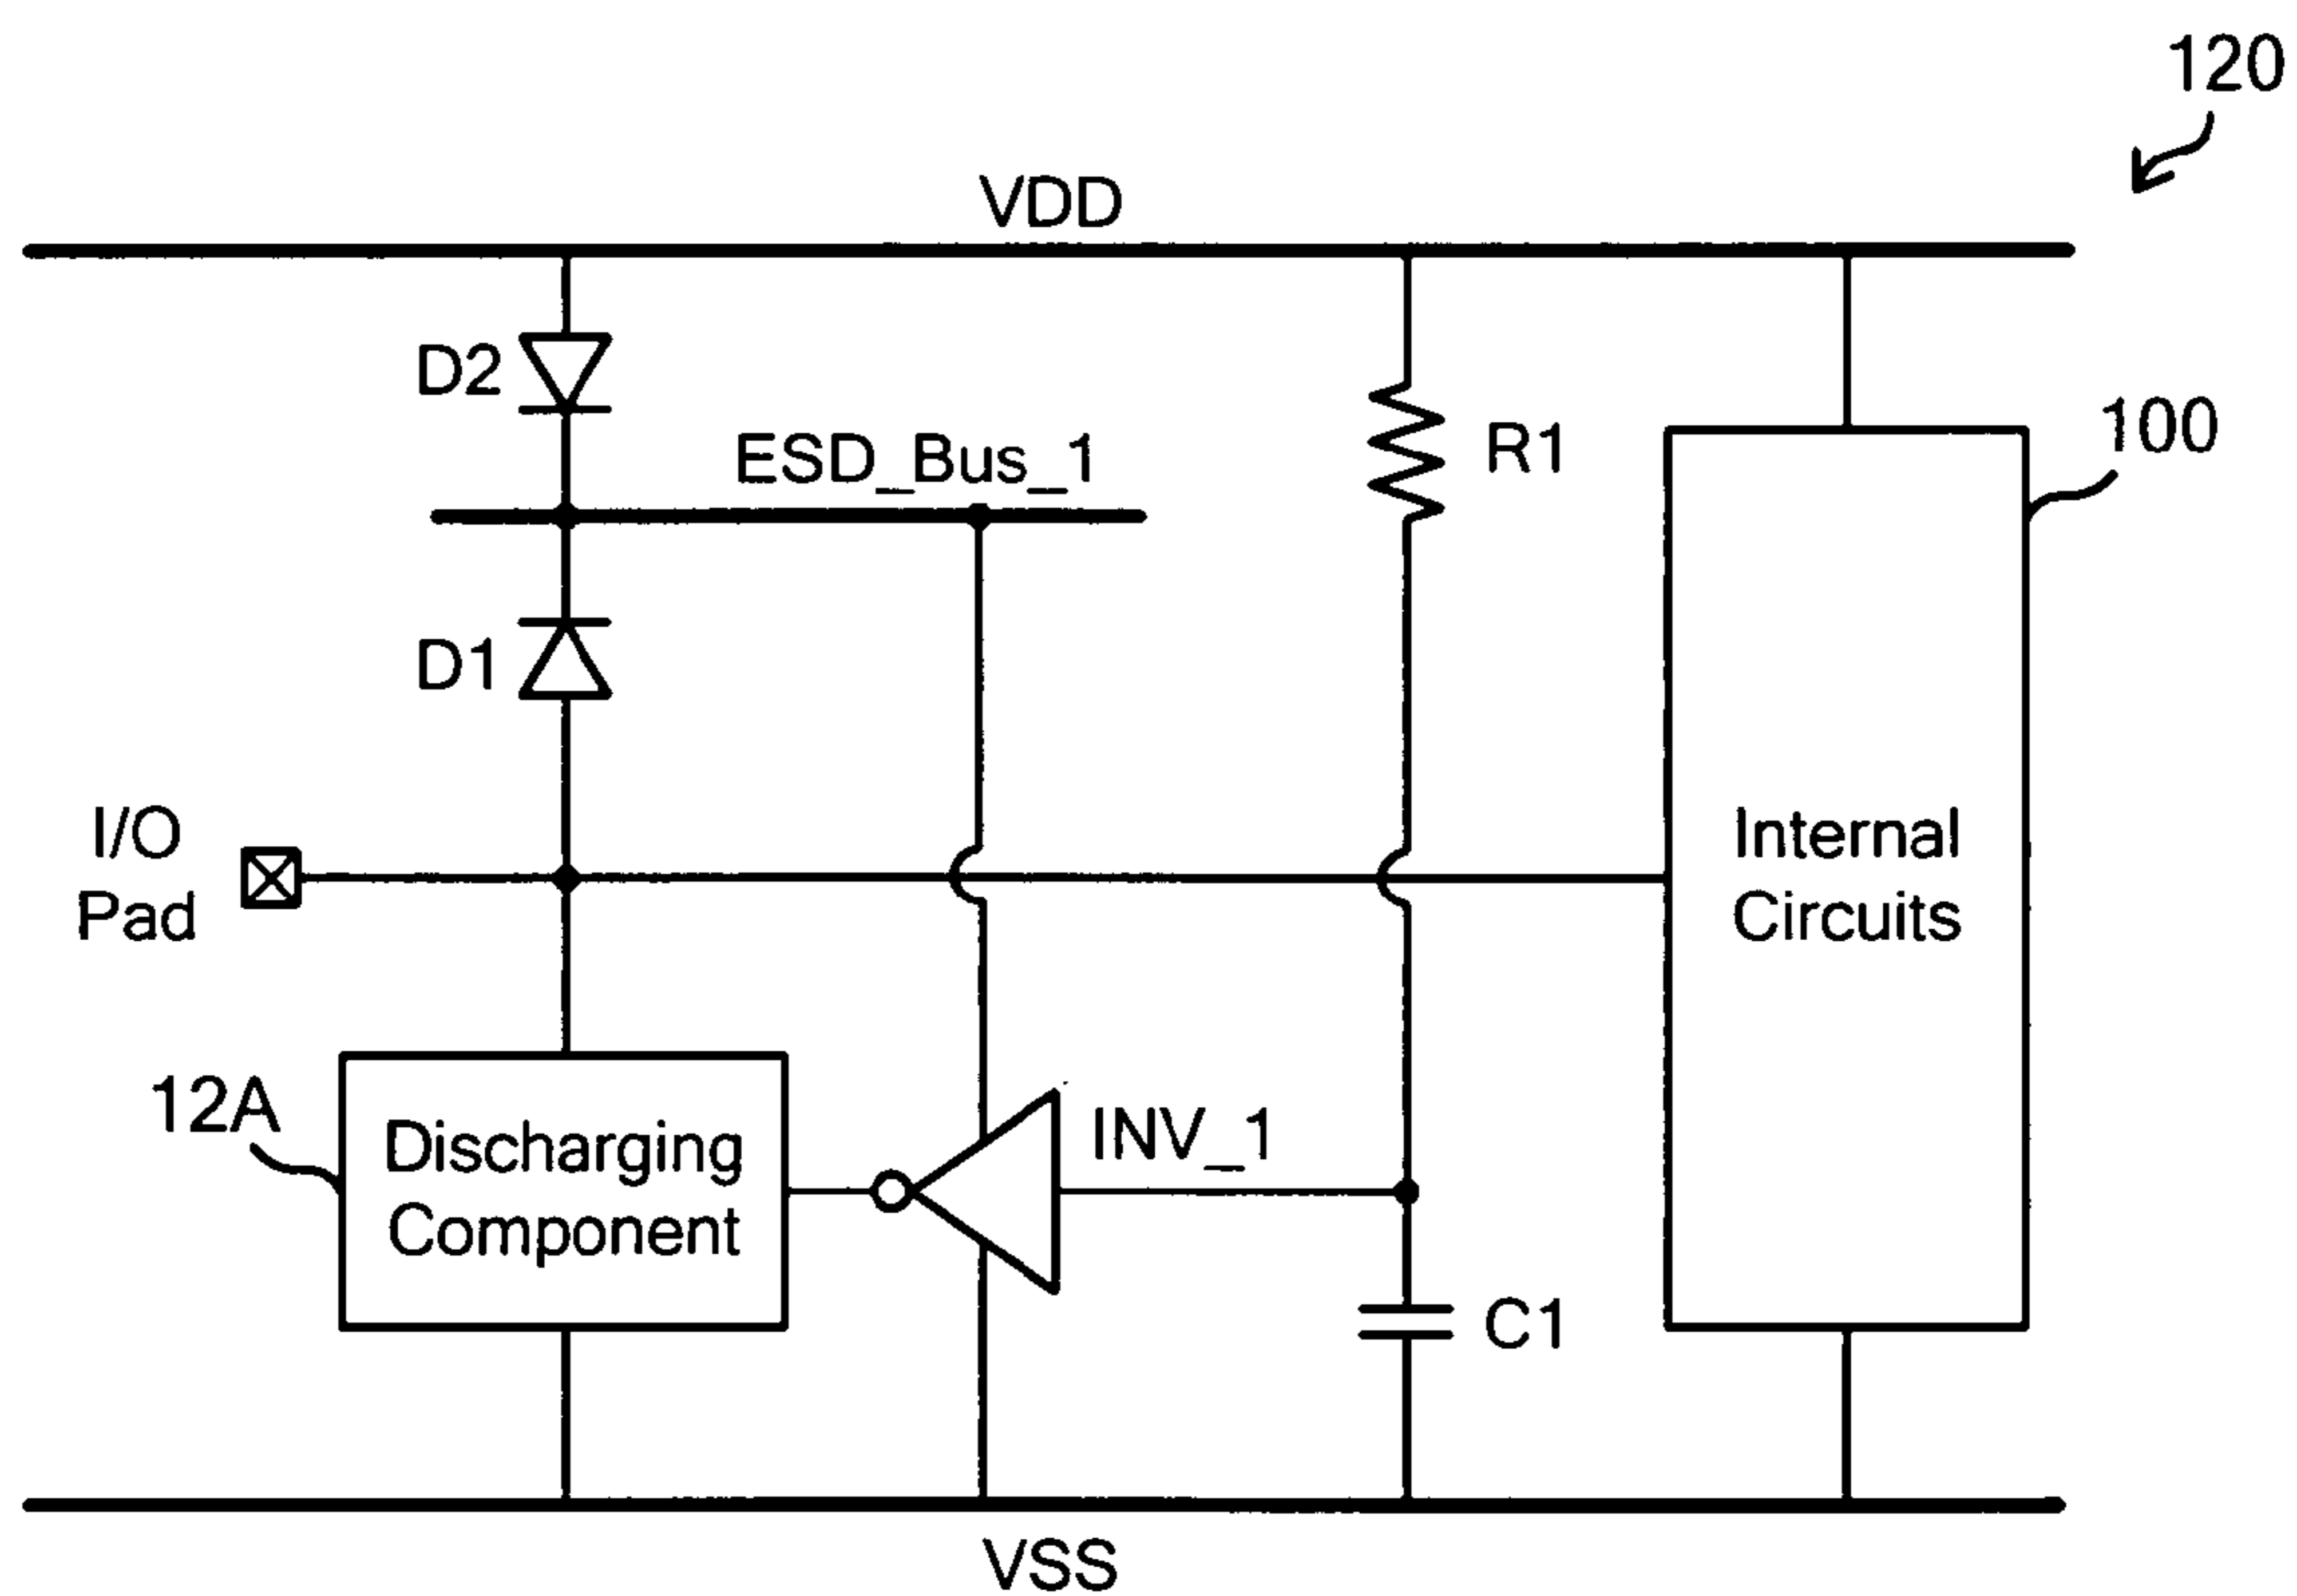 120
VDD
D2
ESD_Bus_1
R1
100
D1
I/O
Pad
Internal
Circuits
12A
Discharging
Component
INV_1
C1
VSS